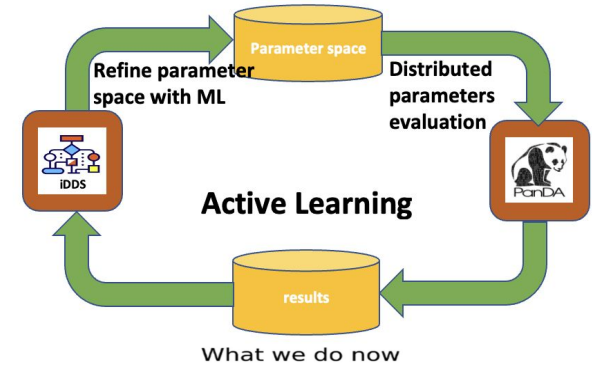 Parameter space
Refine parameter
space with ML
Distributed
parameters
evaluation
iDDS
PanDA
Active Learning
results
What we do now